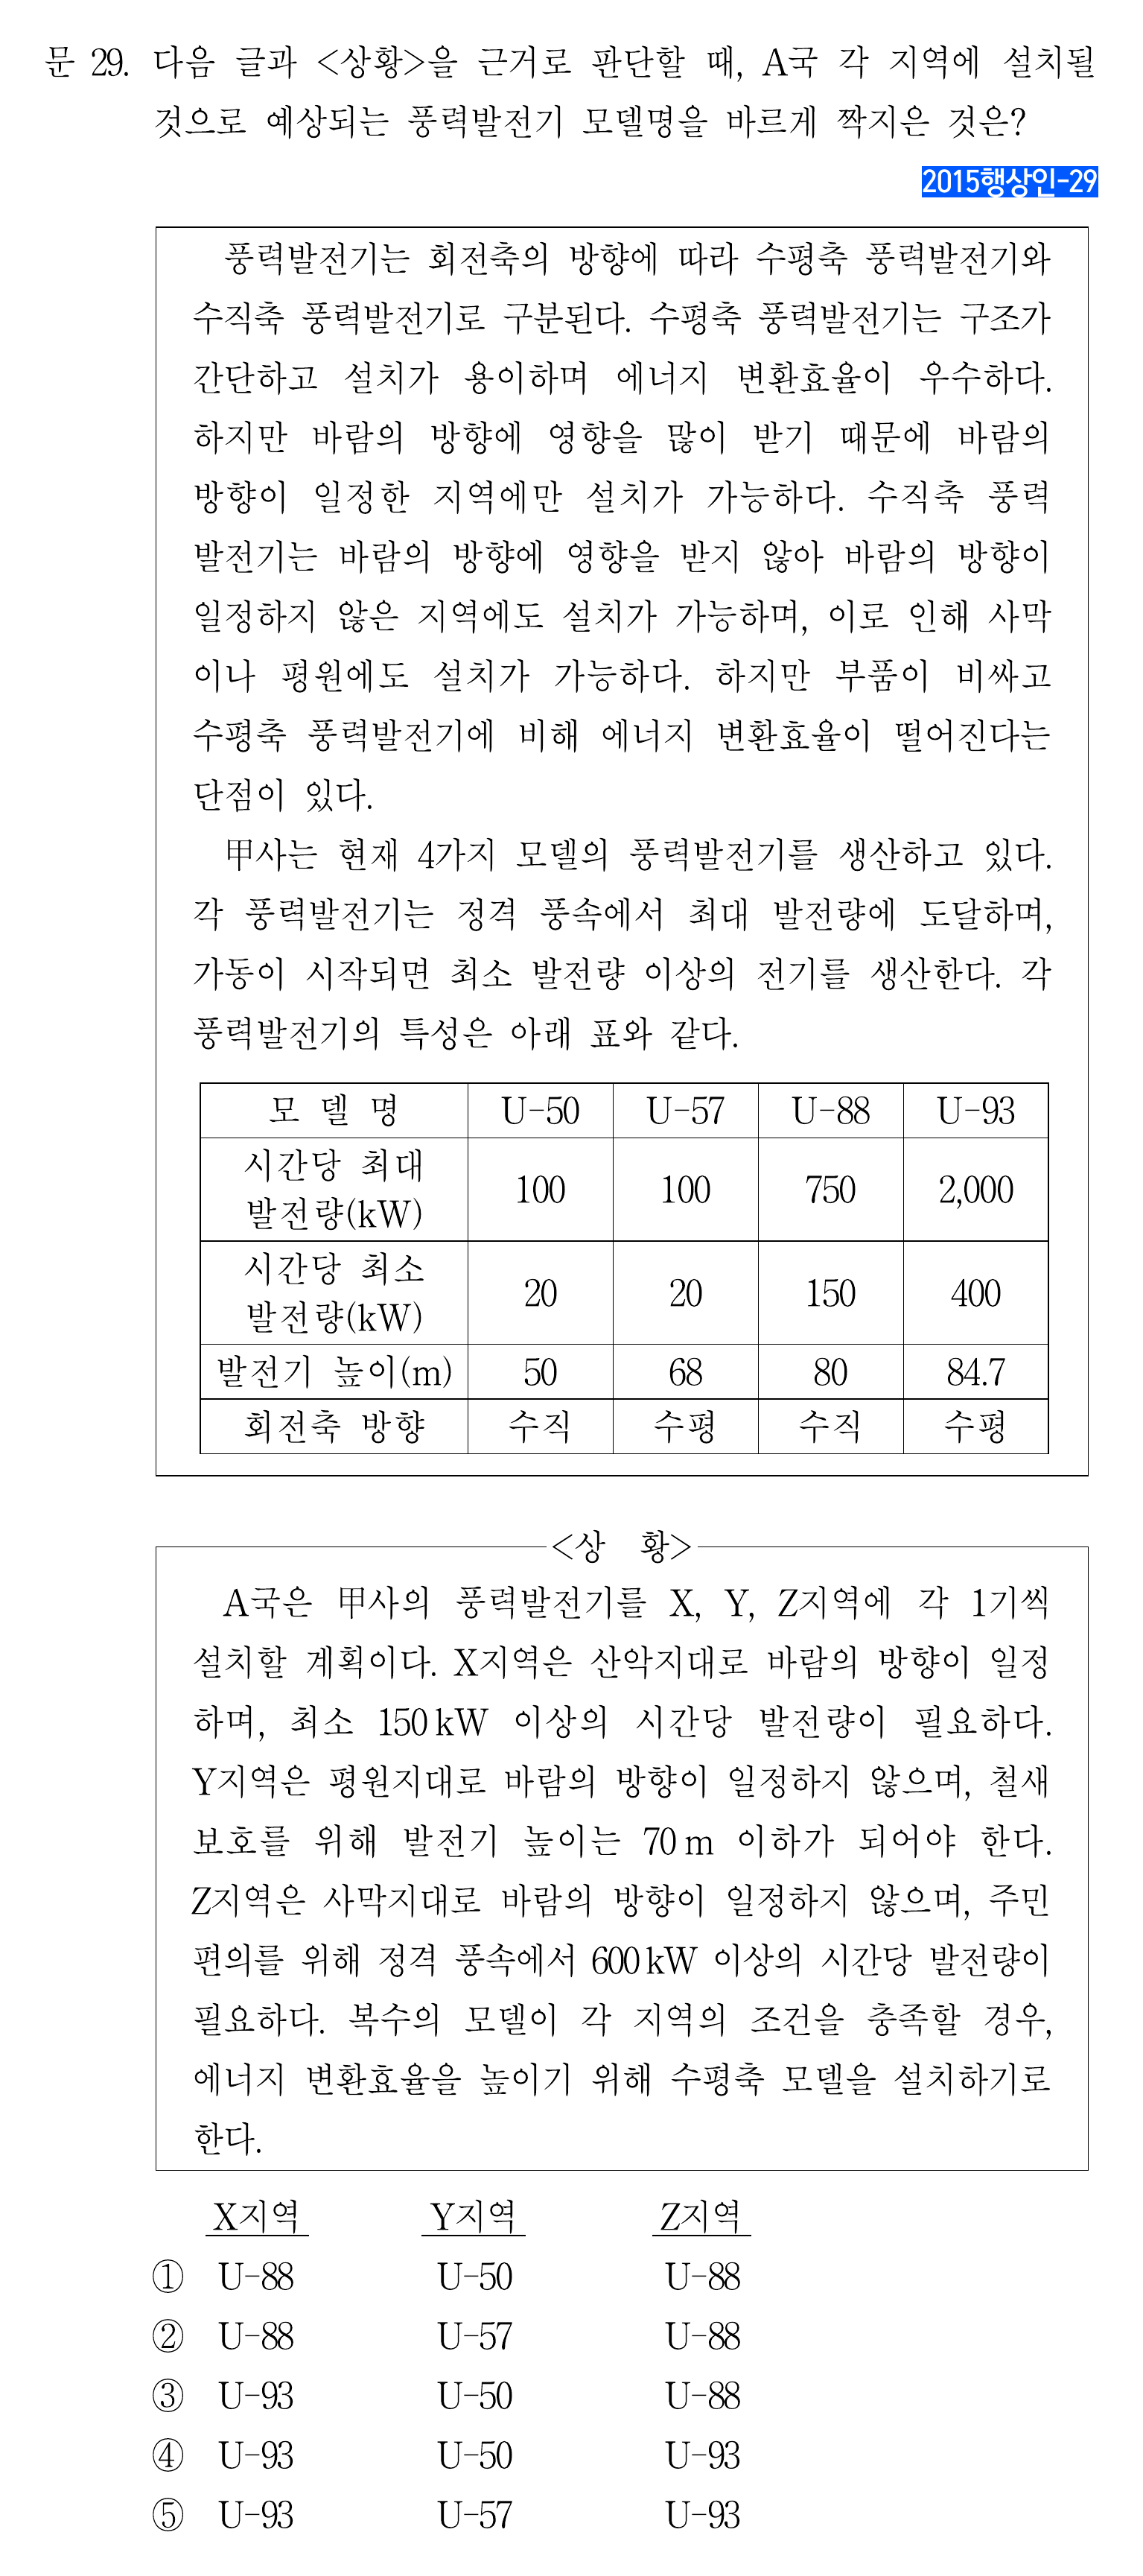 문 29. 다음 글과 <상황>을 근거로 판단할 때, A국 각 지역에 설치될
것으로 예상되는 풍력발전기 모델명을 바르게 짝지은 것은?
2015행상인-29
풍력발전기는 회전축의 방향에 따라 수평축 풍력발전기와
수직축 풍력발전기로 구분된다. 수평축 풍력발전기는 구조가
간단하고 설치가 용이하며 에너지 변환효율이 우수하다.
하지만 바람의 방향에 영향을 많이 받기 때문에 바람의
방향이 일정한 지역에만 설치가 가능하다. 수직축 풍력
발전기는 바람의 방향에 영향을 받지 않아 바람의 방향이
일정하지 않은 지역에도 설치가 가능하며, 이로 인해 사막
이나 평원에도 설치가 가능하다. 하지만 부품이 비싸고
수평축 풍력발전기에 비해 에너지 변환효율이 떨어진다는
단점이 있다.
甲사는 현재 4가지 모델의 풍력발전기를 생산하고 있다.
각 풍력발전기는 정격 풍속에서 최대 발전량에 도달하며,
가동이 시작되면 최소 발전량 이상의 전기를 생산한다. 각
풍력발전기의 특성은 아래 표와 같다.
모 델 명 U-50 U-57 U-88 U-93
시간당 최대
발전량(kW) 100 100 750 2,000
시간당 최소
발전량(kW) 20 20 150 400
발전기 높이(m) 50 68 80 84.7
회전축 방향 수직 수평 수직 수평
<상 황>
A국은 甲사의 풍력발전기를 X, Y, Z지역에 각 1기씩
설치할 계획이다. X지역은 산악지대로 바람의 방향이 일정
하며, 최소 150kW 이상의 시간당 발전량이 필요하다.
Y지역은 평원지대로 바람의 방향이 일정하지 않으며, 철새
보호를 위해 발전기 높이는 70m 이하가 되어야 한다.
Z지역은 사막지대로 바람의 방향이 일정하지 않으며, 주민
편의를 위해 정격 풍속에서 600kW 이상의 시간당 발전량이
필요하다. 복수의 모델이 각 지역의 조건을 충족할 경우,
에너지 변환효율을 높이기 위해 수평축 모델을 설치하기로
한다.
X지역 Y지역 Z지역
① U-88 U-50 U-88
② U-88 U-57 U-88
③ U-93 U-50 U-88
④ U-93 U-50 U-93
⑤ U-93 U-57 U-93